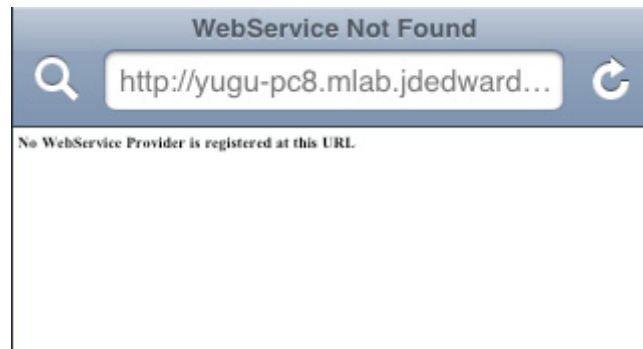 WebService Not Found
http://yugu-pc8.mlab.jdedward...
No WebService Provider is registered at this URL